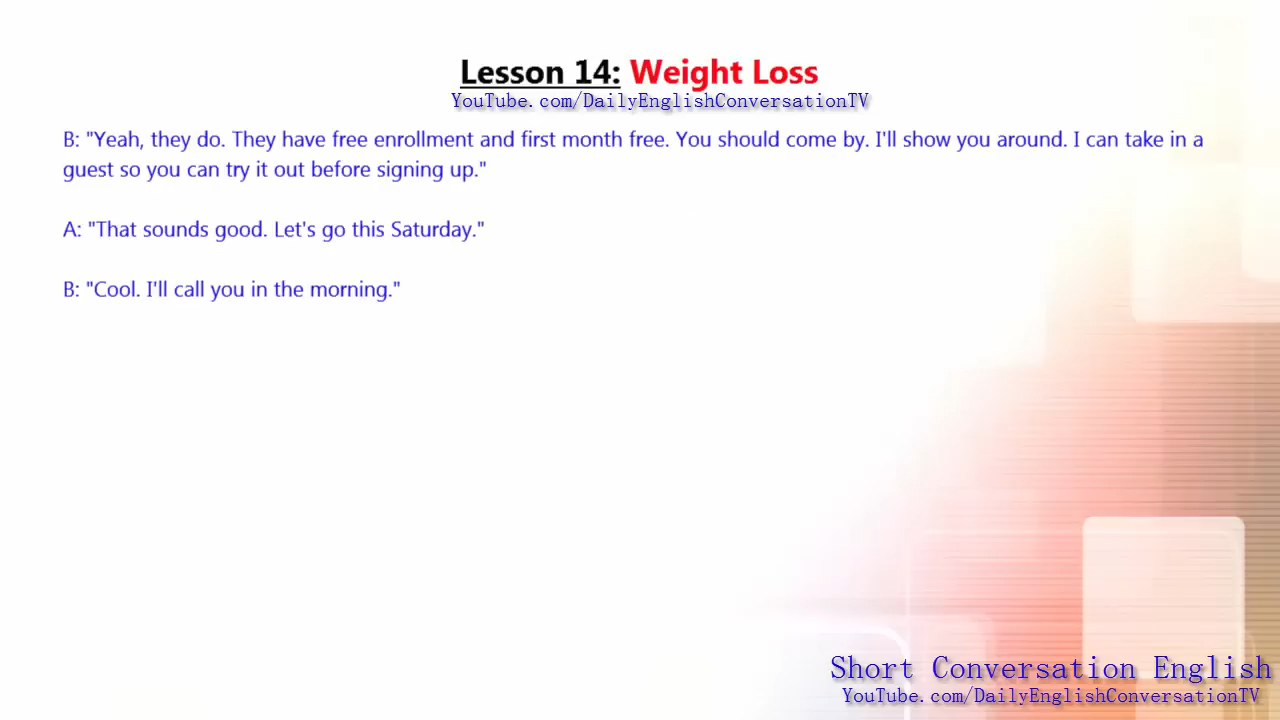 Lesson 14: Weight Loss
YouTube.com/DailyEnglishConversationTV
B: "Yeah, they do. They have free enrollment and first month free. You should come by. I'll show you around. I can take in a
guest so you can try it out before signing up."
A: "That sounds good. Let's go this Saturday."
B: "Cool. I'll call you in the morning."
Short Conversation English
YouTube.com/DailyEnglishConversationTV